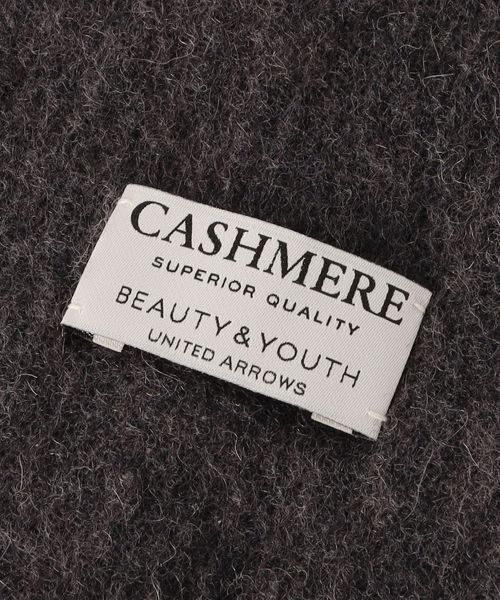 CASHMERE
SUPERIOR QUALITY
BEAUTY & YOUTH
UNITED ARROWS